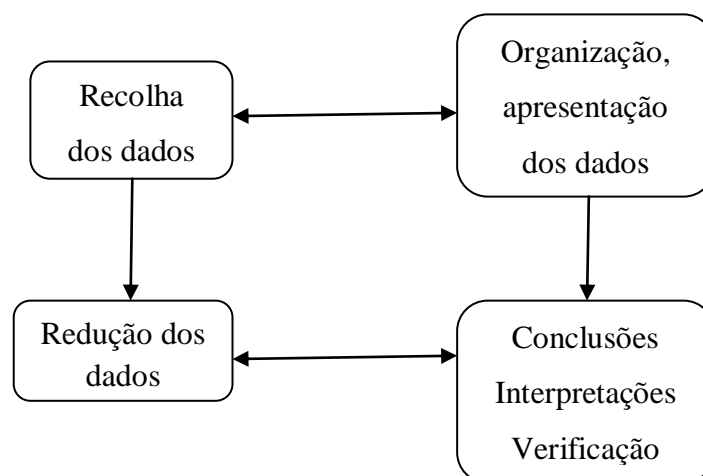 Recolha
dos dados
Organização,
apresentação
dos dados
Redução dos
dados
Conclusões
Interpretações
Verificação